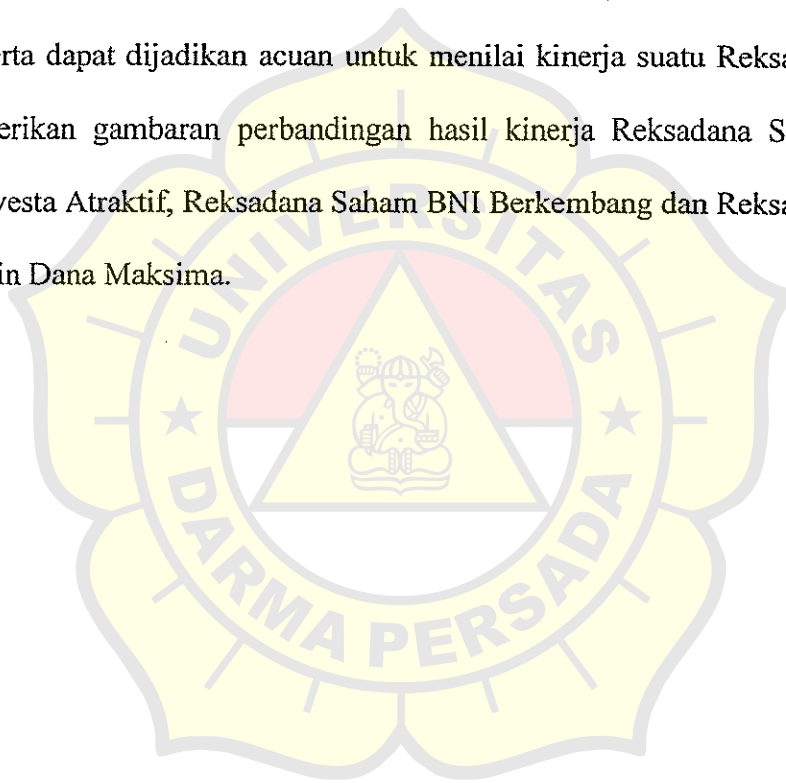 erta dapat dijadikan acuan untuk menilai kinerja suatu Reksa
erikan gambaran perbandingan hasil kinerja Reksadana S
vesta Atraktif, Reksadana Saham BNI Berkembang dan Reksa
in Dana Maksima.
UNIVERSITAS
DARMA PERSADA